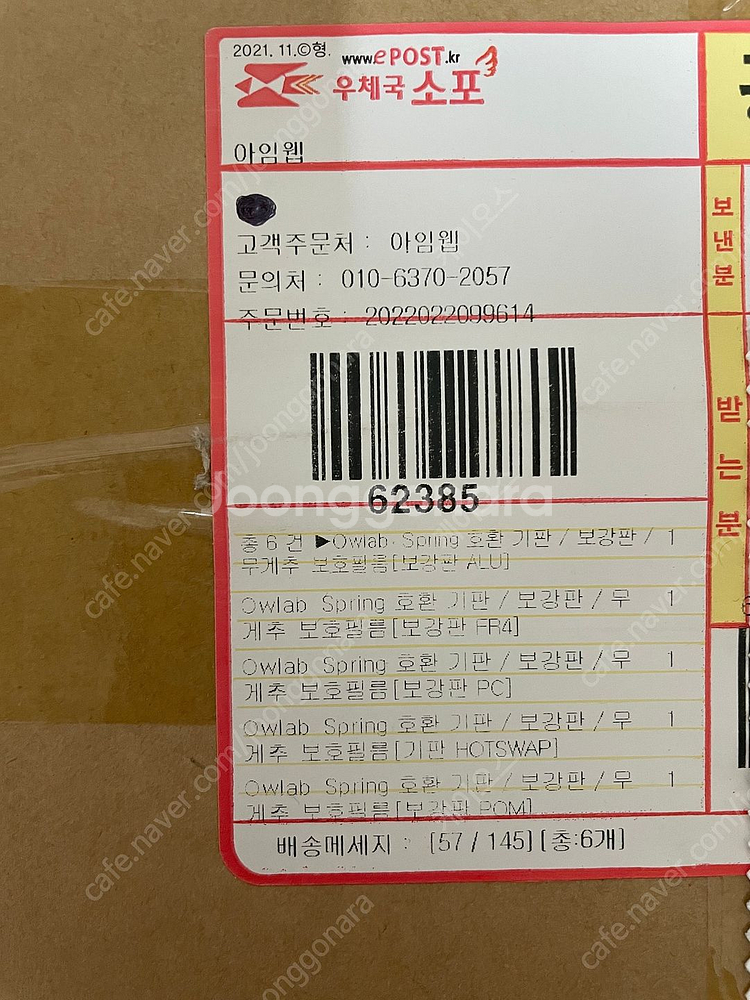 2021. 11.©형.
www.ePOST.kr
우체국 소포
아임웹
고객주문처 : 아임웹
문의처 : 010-6370-2057
주문번호 : 2022022099614
62385
총 6 건 ▶Owlab Spring 호환 기판 / 보강판 / 1
무게추 보호필름[보강판 ALU]
Owlab Spring 호환 기판 / 보강판 / 무 1
게추 보호필름[보강판 FR4]
Owlab Spring 호환 기판 / 보강판 / 무 1
게추 보호필름[보강판 PC]
Owlab Spring 호환 기판 / 보강판 / 무 1
게추 보호필름[기판 HOTSWAP]
Owlab Spring 호환 기판 / 보강판 / 무 1
게추 보호필름[보강판 POM]
배송메세지 : [57 / 145] [총:6개]
보낸분
받는분
Joonggonara
cafe.naver.com/joonggonara